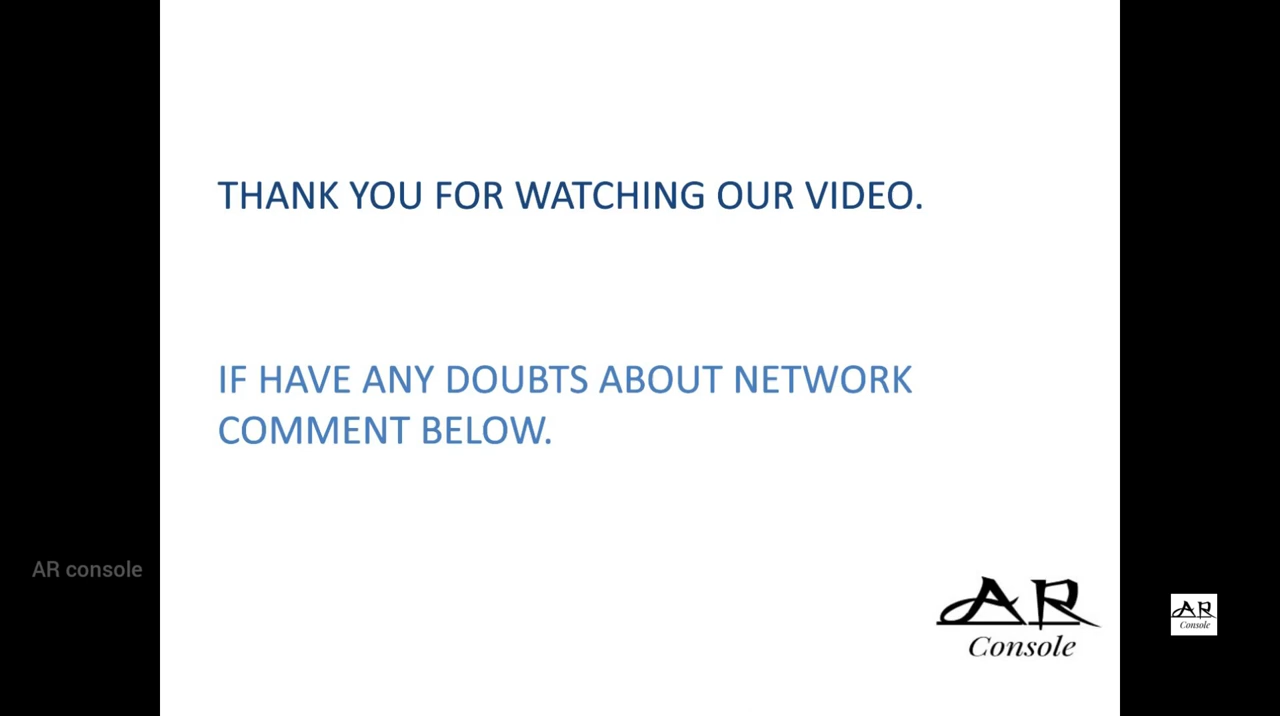 THANK YOU FOR WATCHING OUR VIDEO.
IF HAVE ANY DOUBTS ABOUT NETWORK
COMMENT BELOW.
AR console
AR
Console
AR
Console